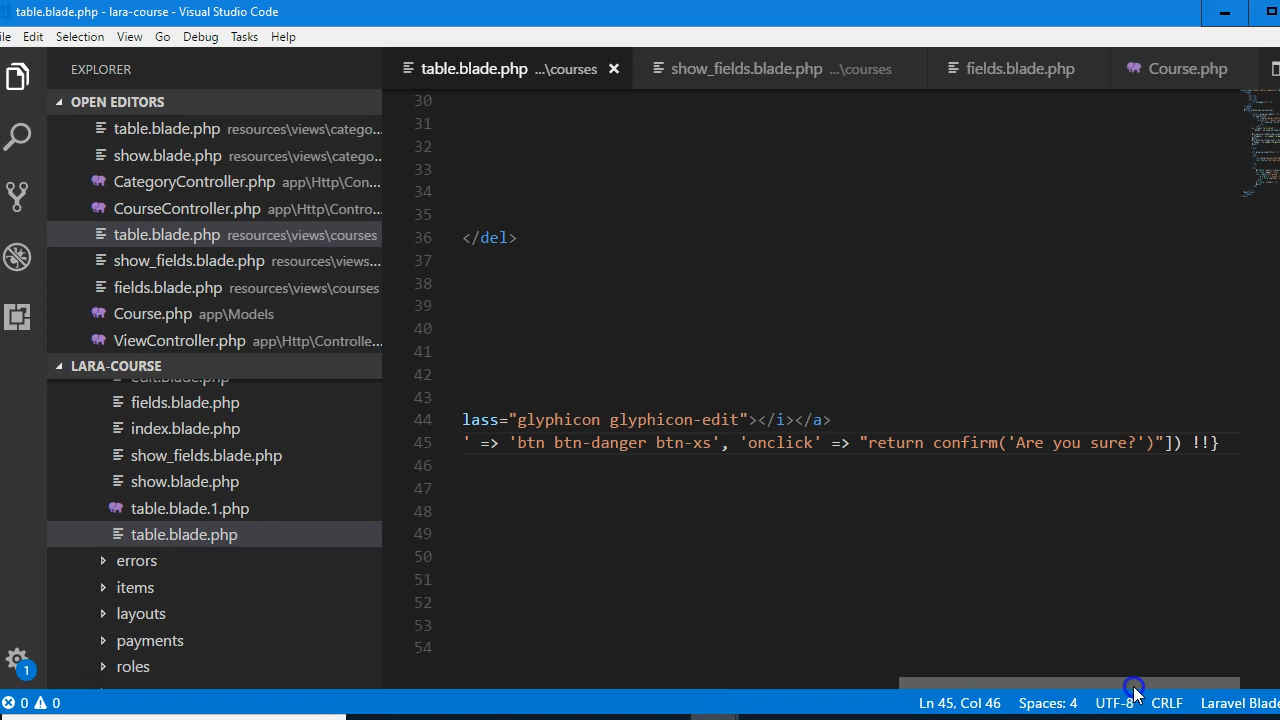 table.blade.php - lara-course - Visual Studio Code
ile Edit Selection View Go Debug Tasks Help
EXPLORER
table.blade.php ...\courses
show_fields.blade.php ...\courses
fields.blade.php
Course.php
OPEN EDITORS
table.blade.php resources\views\catego...
show.blade.php resources\views\catego...
CategoryController.php app\Http\Con...
CourseController.php app\Http\Contro...
table.blade.php resources\views\courses
show_fields.blade.php resources\views...
fields.blade.php resources\views\courses
Course.php app\Models
ViewController.php app\Http\Controlle...
LARA-COURSE
edit.blade.php
fields.blade.php
index.blade.php
show_fields.blade.php
show.blade.php
table.blade.1.php
table.blade.php
errors
items
layouts
payments
roles
30
31
32
33
34
35
36 </del>
37
38
39
40
41
42
43
44 lass="glyphicon glyphicon-edit"></i></a>
45 ' => 'btn btn-danger btn-xs', 'onclick' => "return confirm('Are you sure?')"]) !!}
46
47
48
49
50
51
52
53
54
1
0 0
Ln 45, Col 46 Spaces: 4 UTF-8 CRLF Laravel Blade